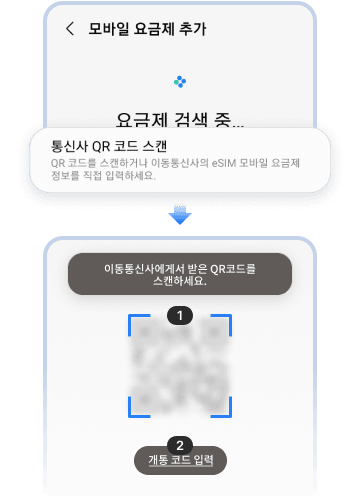 모바일 요금제 추가
요금제 검색 중...
통신사 QR 코드 스캔
QR 코드를 스캔하거나 이동통신사의 eSIM 모바일 요금제
정보를 직접 입력하세요.
이동통신사에게서 받은 QR코드를
스캔하세요.
1
2
개통 코드 입력